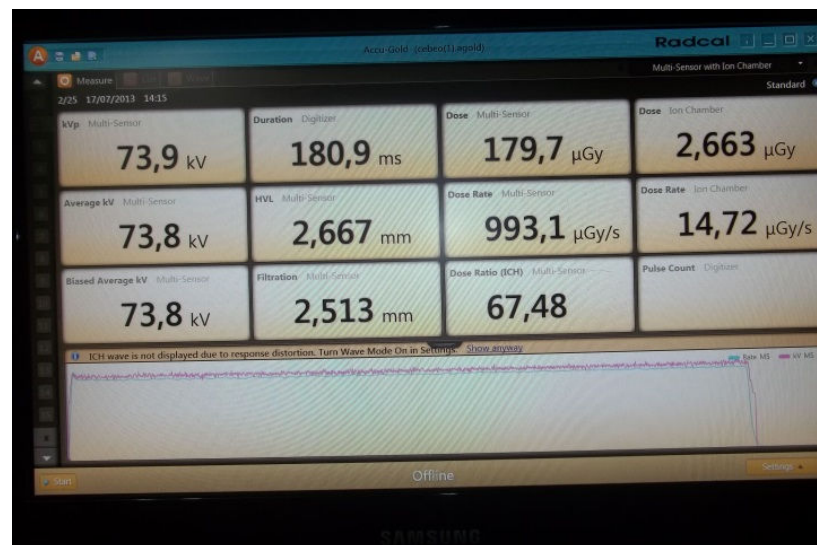 Accu-Gold (cebeo(1).agold)
Radcal
Measure
Multi-Sensor with Ion Chamber
2/25 17/07/2013 14:15
Standard
kVp Multi-Sensor
73,9 kV
Duration Digitizer
180,9 ms
Dose Multi-Sensor
179,7 µGy
Dose Ion Chamber
2,663 µGy
Average kV Multi-Sensor
73,8 kV
HVL Multi-Sensor
2,667 mm
Dose Rate Multi-Sensor
993,1 µGy/s
Dose Rate Ion Chamber
14,72 µGy/s
Biased Average kV Multi-Sensor
73,8 kV
Filtration Multi-Sensor
2,513 mm
Dose Ratio (ICH) Multi-Sensor
67,48
Pulse Count Digitizer
ICH wave is not displayed due to response distortion. Turn Wave Mode On in Settings. Show anyway
Rate MS kV MS
Start
Offline
Settings
SAMSUNG